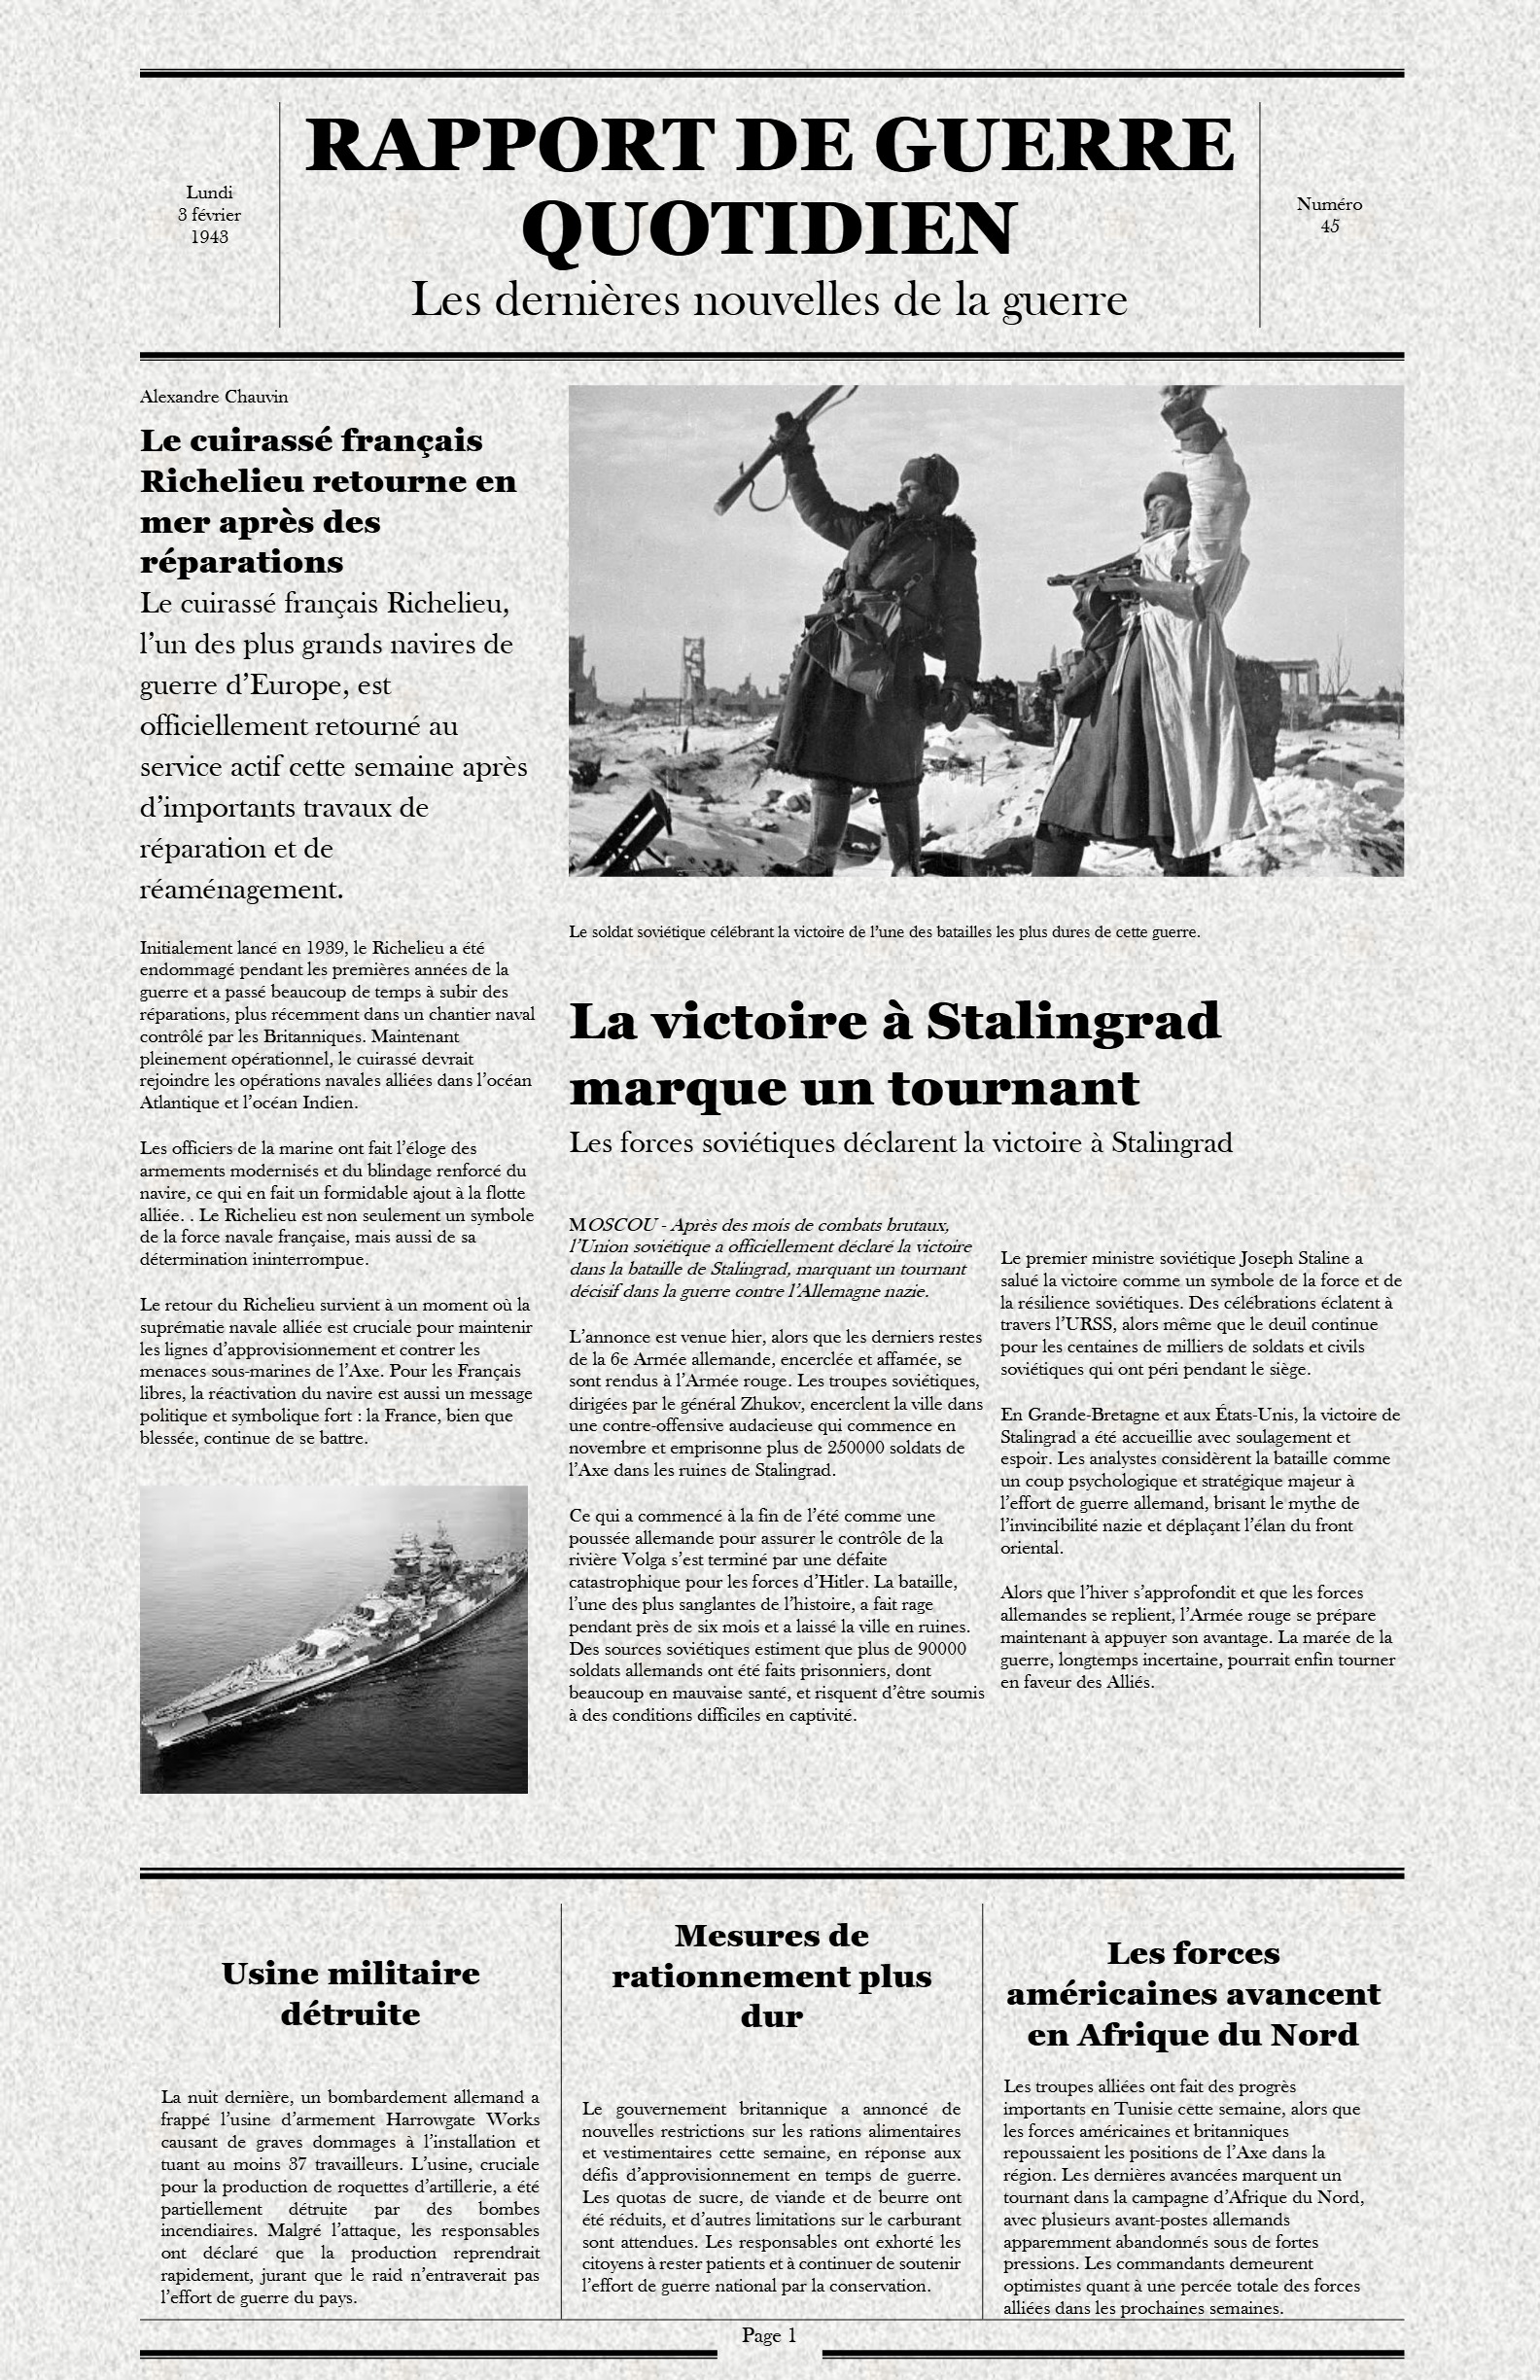 Lundi
3 février
1943
RAPPORT DE GUERRE
QUOTIDIEN
Les dernières nouvelles de la guerre
Numéro
45
Alexandre Chauvin
Le cuirassé français
Richelieu retourne en
mer après des
réparations
Le cuirassé français Richelieu,
l’un des plus grands navires de
guerre d’Europe, est
officiellement retourné au
service actif cette semaine après
d’importants travaux de
réparation et de
réaménagement.
Initialement lancé en 1939, le Richelieu a été
endommagé pendant les premières années de la
guerre et a passé beaucoup de temps à subir des
réparations, plus récemment dans un chantier naval
contrôlé par les Britanniques. Maintenant
pleinement opérationnel, le cuirassé devrait
rejoindre les opérations navales alliées dans l’océan
Atlantique et l’océan Indien.
Les officiers de la marine ont fait l’éloge des
armements modernisés et du blindage renforcé du
navire, ce qui en fait un formidable ajout à la flotte
alliée. . Le Richelieu est non seulement un symbole
de la force navale française, mais aussi de sa
détermination ininterrompue.
Le retour du Richelieu survient à un moment où la
suprématie navale alliée est cruciale pour maintenir
les lignes d’approvisionnement et contrer les
menaces sous-marines de l’Axe. Pour les Français
libres, la réactivation du navire est aussi un message
politique et symbolique fort : la France, bien que
blessée, continue de se battre.
Le soldat soviétique célébrant la victoire de l’une des batailles les plus dures de cette guerre.
La victoire à Stalingrad
marque un tournant
Les forces soviétiques déclarent la victoire à Stalingrad
MOSCOU - Après des mois de combats brutaux,
l’Union soviétique a officiellement déclaré la victoire
dans la bataille de Stalingrad, marquant un tournant
décisif dans la guerre contre l’Allemagne nazie.
L’annonce est venue hier, alors que les derniers restes
de la 6e Armée allemande, encerclée et affamée, se
sont rendus à l’Armée rouge. Les troupes soviétiques,
dirigées par le général Zhukov, encerclent la ville dans
une contre-offensive audacieuse qui commence en
novembre et emprisonne plus de 250000 soldats de
l’Axe dans les ruines de Stalingrad.
Ce qui a commencé à la fin de l’été comme une
poussée allemande pour assurer le contrôle de la
rivière Volga s’est terminé par une défaite
catastrophique pour les forces d’Hitler. La bataille,
l’une des plus sanglantes de l’histoire, a fait rage
pendant près de six mois et a laissé la ville en ruines.
Des sources soviétiques estiment que plus de 90000
soldats allemands ont été faits prisonniers, dont
beaucoup en mauvaise santé, et risquent d’être soumis
à des conditions difficiles en captivité.
Le premier ministre soviétique Joseph Staline a
salué la victoire comme un symbole de la force et de
la résilience soviétiques. Des célébrations éclatent à
travers l’URSS, alors même que le deuil continue
pour les centaines de milliers de soldats et civils
soviétiques qui ont péri pendant le siège.
En Grande-Bretagne et aux États-Unis, la victoire de
Stalingrad a été accueillie avec soulagement et
espoir. Les analystes considèrent la bataille comme
un coup psychologique et stratégique majeur à
l’effort de guerre allemand, brisant le mythe de
l’invincibilité nazie et déplaçant l’élan du front
oriental.
Alors que l’hiver s’approfondit et que les forces
allemandes se replient, l’Armée rouge se prépare
maintenant à appuyer son avantage. La marée de la
guerre, longtemps incertaine, pourrait enfin tourner
en faveur des Alliés.
Usine militaire
détruite
La nuit dernière, un bombardement allemand a
frappé l’usine d’armement Harrowgate Works
causant de graves dommages à l’installation et
tuant au moins 37 travailleurs. L’usine, cruciale
pour la production de roquettes d’artillerie, a été
partiellement détruite par des bombes
incendiaires. Malgré l’attaque, les responsables
ont déclaré que la production reprendrait
rapidement, jurant que le raid n’entraverait pas
l’effort de guerre du pays.
Mesures de
rationnement plus
dur
Le gouvernement britannique a annoncé de
nouvelles restrictions sur les rations alimentaires
et vestimentaires cette semaine, en réponse aux
défis d’approvisionnement en temps de guerre.
Les quotas de sucre, de viande et de beurre ont
été réduits, et d’autres limitations sur le carburant
sont attendues. Les responsables ont exhorté les
citoyens à rester patients et à continuer de soutenir
l’effort de guerre national par la conservation.
Les forces
américaines avancent
en Afrique du Nord
Les troupes alliées ont fait des progrès
importants en Tunisie cette semaine, alors que
les forces américaines et britanniques
repoussaient les positions de l’Axe dans la
région. Les dernières avancées marquent un
tournant dans la campagne d’Afrique du Nord,
avec plusieurs avant-postes allemands
apparemment abandonnés sous de fortes
pressions. Les commandants demeurent
optimistes quant à une percée totale des forces
alliées dans les prochaines semaines.
Page 1